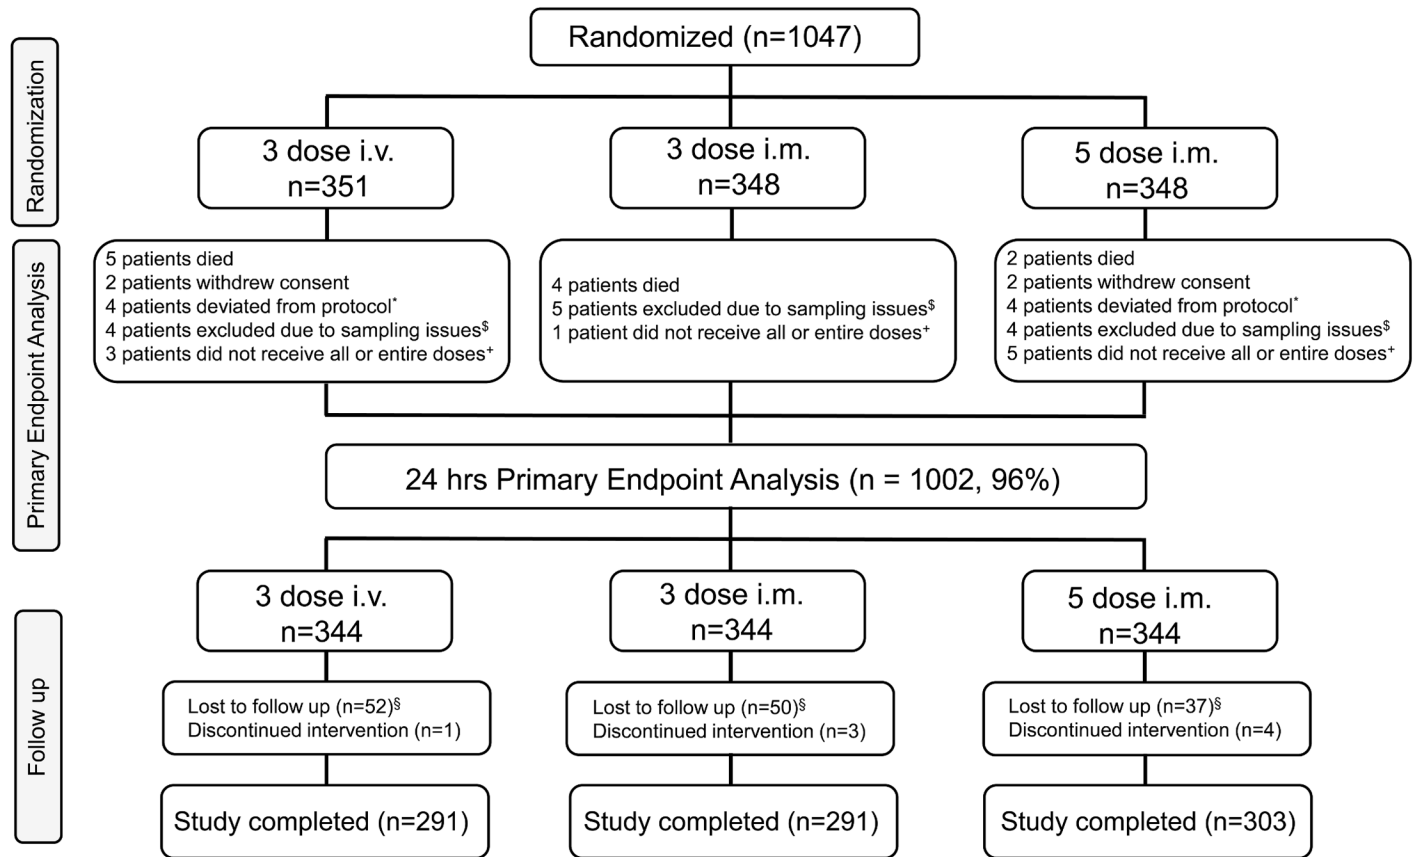 Randomized (n=1047)
Randomization
3 dose i.v.
n=351
3 dose i.m.
n=348
5 dose i.m.
n=348
Primary Endpoint Analysis
5 patients died
2 patients withdrew consent
4 patients deviated from protocol*
4 patients excluded due to sampling issues$
3 patients did not receive all or entire doses+
4 patients died
5 patients excluded due to sampling issues$
1 patient did not receive all or entire doses+
2 patients died
2 patients withdrew consent
4 patients deviated from protocol*
4 patients excluded due to sampling issues$
5 patients did not receive all or entire doses+
24 hrs Primary Endpoint Analysis (n = 1002, 96%)
3 dose i.v.
n=344
3 dose i.m.
n=344
5 dose i.m.
n=344
Follow up
Lost to follow up (n=52)§
Discontinued intervention (n=1)
Lost to follow up (n=50)§
Discontinued intervention (n=3)
Lost to follow up (n=37)§
Discontinued intervention (n=4)
Study completed (n=291)
Study completed (n=291)
Study completed (n=303)